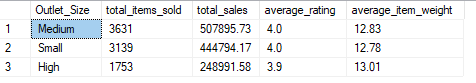 Outlet_Size total_items_sold total_sales average_rating average_item_weight
1 Medium 3631 507895.73 4.0 12.83
2 Small 3139 444794.17 4.0 12.78
3 High 1753 248991.58 3.9 13.01